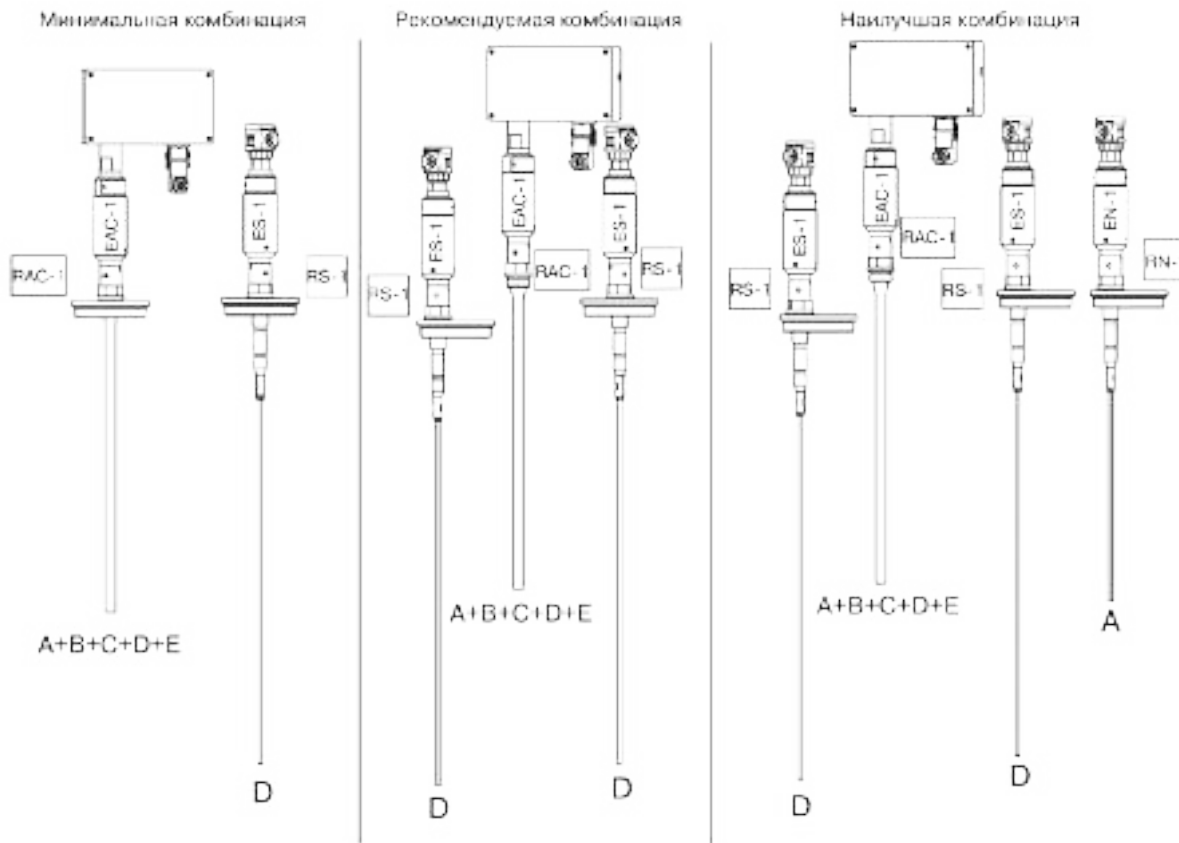 Минимальная комбинация
EAC-1
ES-1
RAC-1
RS-1
A+B+C+D+E
D
Рекомендуемая комбинация
ES-1
EAC-1
ES-1
RS-1
RAC-1
RS-1
A+B+C+D+E
D
D
Наилучшая комбинация
ES-1
EAC-1
ES-1
EN-1
RS-1
RAC-1
RS-1
A+B+C+D+E
A
D
D